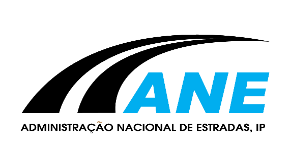 ANE
ADMINISTRAÇÃO NACIONAL DE ESTRADAS, IP